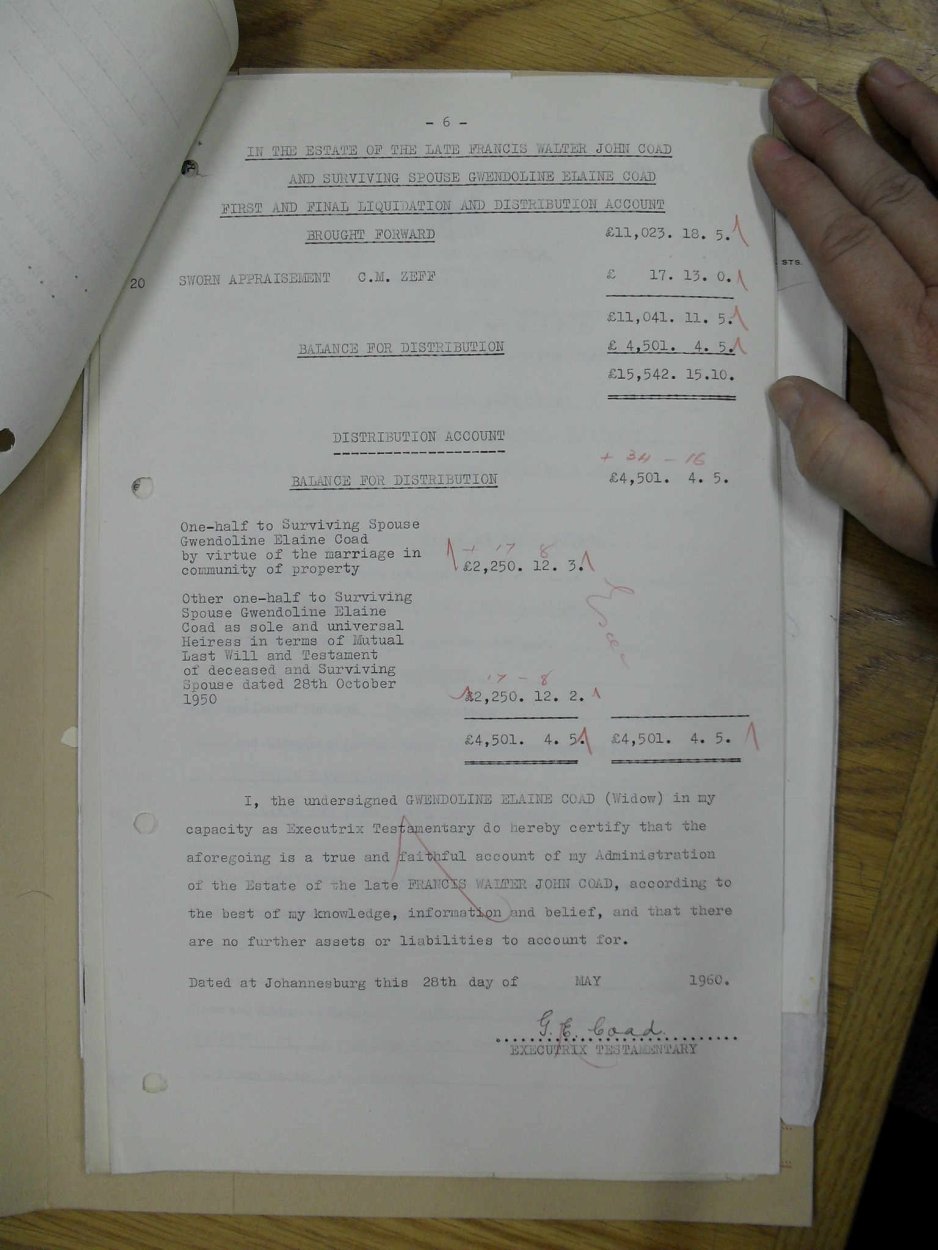 - 6 -
IN THE ESTATE OF THE LATE FRANCIS WALTER JOHN COAD
AND SURVIVING SPOUSE GWENDOLINE ELAINE COAD
FIRST AND FINAL LIQUIDATION AND DISTRIBUTION ACCOUNT
BROUGHT FORWARD £11,023. 18. 5.
STS.
20 SWORN APPRAISEMENT C.M. ZEFF £ 17. 13. 0.
£11,041. 11. 5.
BALANCE FOR DISTRIBUTION £ 4,501. 4. 5.
£15,542. 15.10.
DISTRIBUTION ACCOUNT
+ 34 - 16
BALANCE FOR DISTRIBUTION £4,501. 4. 5.
One-half to Surviving Spouse
Gwendoline Elaine Coad
by virtue of the marriage in + 17 8
community of property £2,250. 12. 3.
Other one-half to Surviving
Spouse Gwendoline Elaine
Coad as sole and universal
Heiress in terms of Mutual
Last Will and Testament
of deceased and Surviving
Spouse dated 28th October 17 - 8
1950 £2,250. 12. 2.
£4,501. 4. 5. £4,501. 4. 5.
I, the undersigned GWENDOLINE ELAINE COAD (Widow) in my
capacity as Executrix Testamentary do hereby certify that the
aforegoing is a true and faithful account of my Administration
of the Estate of the late FRANCIS WALTER JOHN COAD, according to
the best of my knowledge, information and belief, and that there
are no further assets or liabilities to account for.
Dated at Johannesburg this 28th day of MAY 1960.
G. E. Coad.
EXECUTRIX TESTAMENTARY